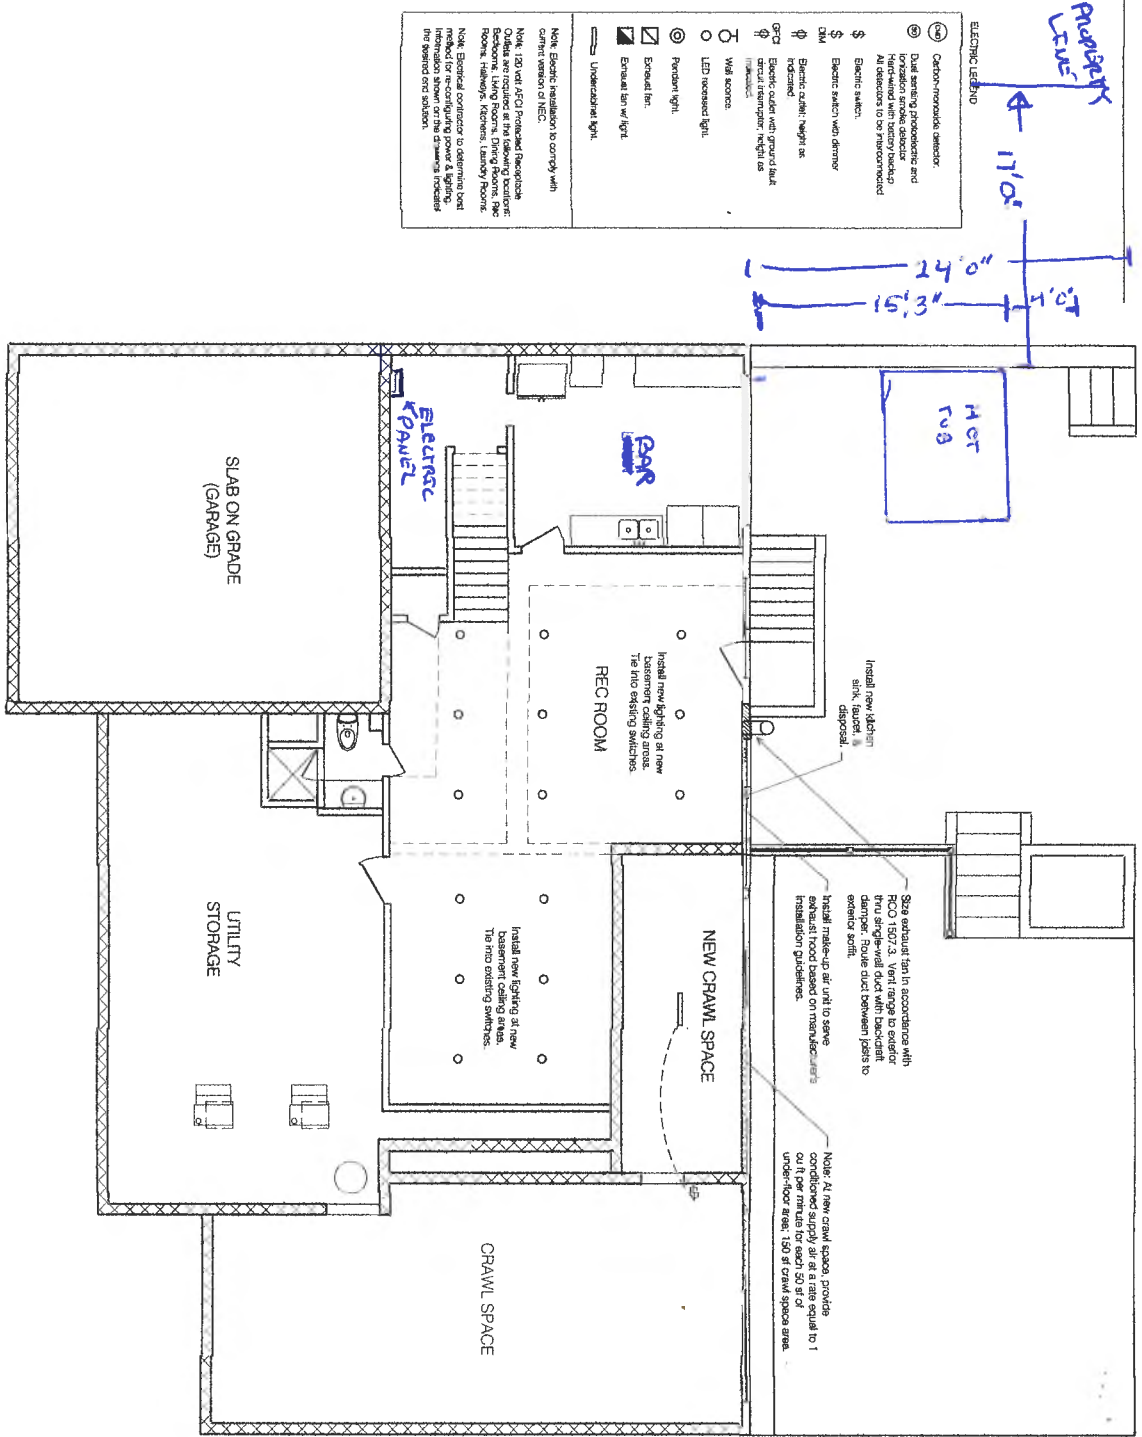 PROPERTY
LINE
17'0"
24'0"
15'3"
4'0"
HOT
TUB
BAR
ELECTRIC
PANEL
ELECTRIC LEGEND
CMD
Carbon-monoxide detector.
SD
Dual sensing photoelectric and
ionization smoke detector
Hard-wired with battery backup
All detectors to be interconnected
$
Electric switch.
$
DIM
Electric switch with dimmer
Electric outlet: height as
indicated.
GFCI
Electric outlet with ground fault
circuit interrupter, height as
indicated.
Wall sconce.
LED recessed light.
Pendant light.
Exhaust fan.
Exhaust fan w/ light.
Undercabinet light.
Note: Electric installation to comply with
current version of NEC.
Note: 120 volt AFCI Protected Receptacle
Outlets are required at the following locations:
Bedrooms, Living Rooms, Dining Rooms, Rec
Rooms, Hallways, Kitchens, Laundry Rooms.
Note: Electrical contractor to determine best
method for re-configuring power & lighting.
Information shown on the drawings indicates
the desired end solution.
Install new kitchen
sink, faucet, &
disposal.
Size exhaust fan in accordance with
RCO 1507.3. Vent range to exterior
thru single-wall duct with backdraft
damper. Route duct between joists to
exterior soffit.
Install make-up air unit to serve
exhaust hood based on manufacturer's
installation guidelines.
Note: At new crawl space, provide
conditioned supply air at a rate equal to 1
cu ft per minute for each 50 sf of
under-floor area; 150 sf crawl space area.
Install new lighting at new
basement ceiling areas.
Tie into existing switches.
REC ROOM
NEW CRAWL SPACE
Install new lighting at new
basement ceiling areas.
Tie into existing switches.
SLAB ON GRADE
(GARAGE)
UTILITY
STORAGE
CRAWL SPACE